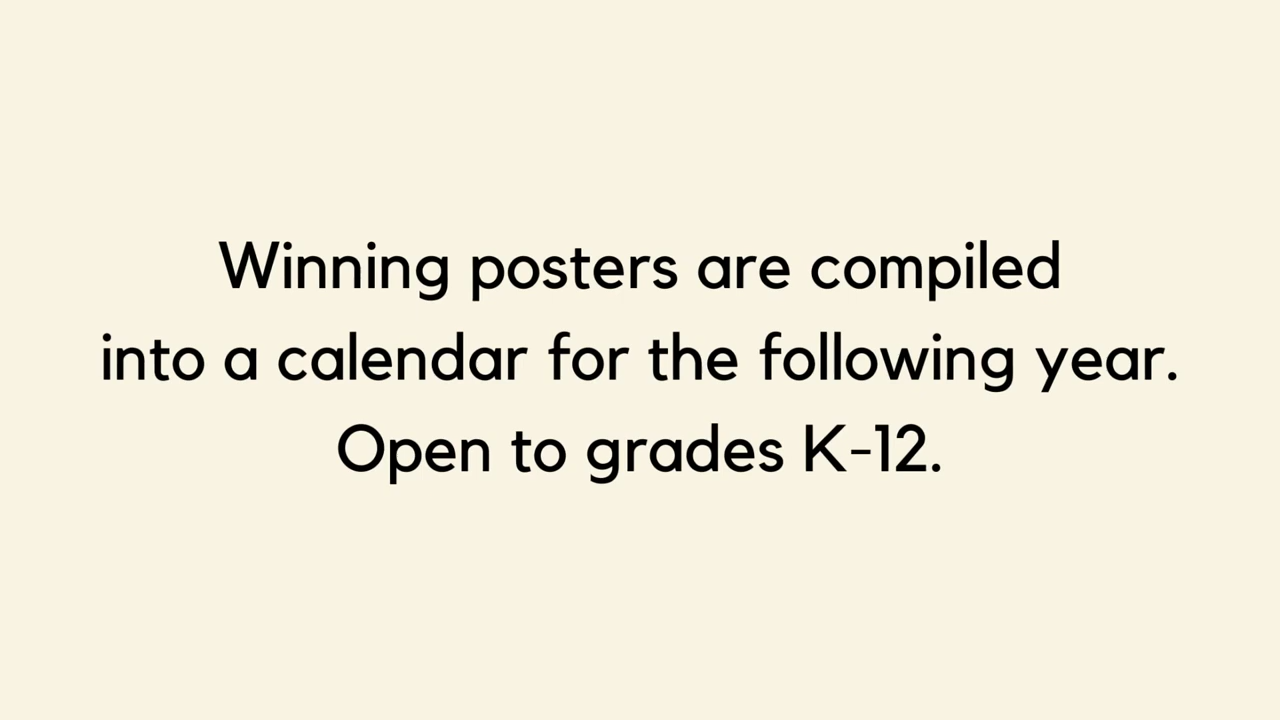 Winning posters are compiled
into a calendar for the following year.
Open to grades K-12.